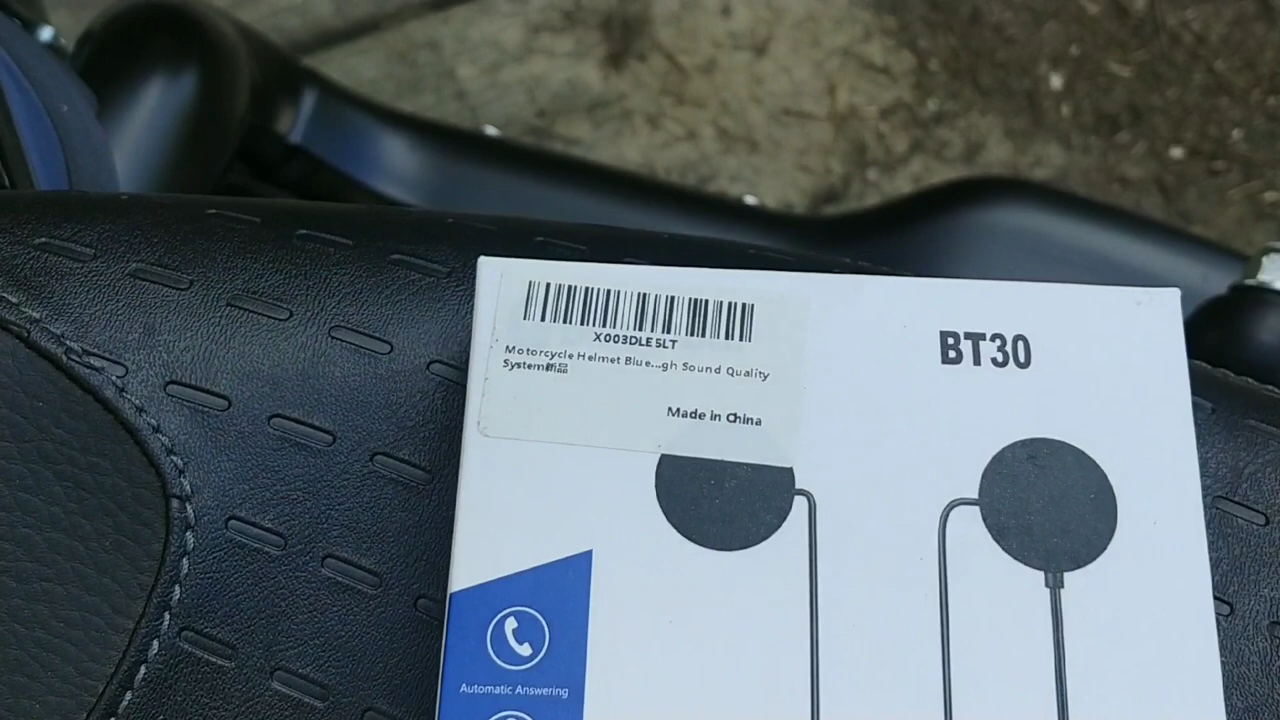 X003DLE5LT
Motorcycle Helmet Blue...gh Sound Quality
System新品
Made in China
BT30
Automatic Answering